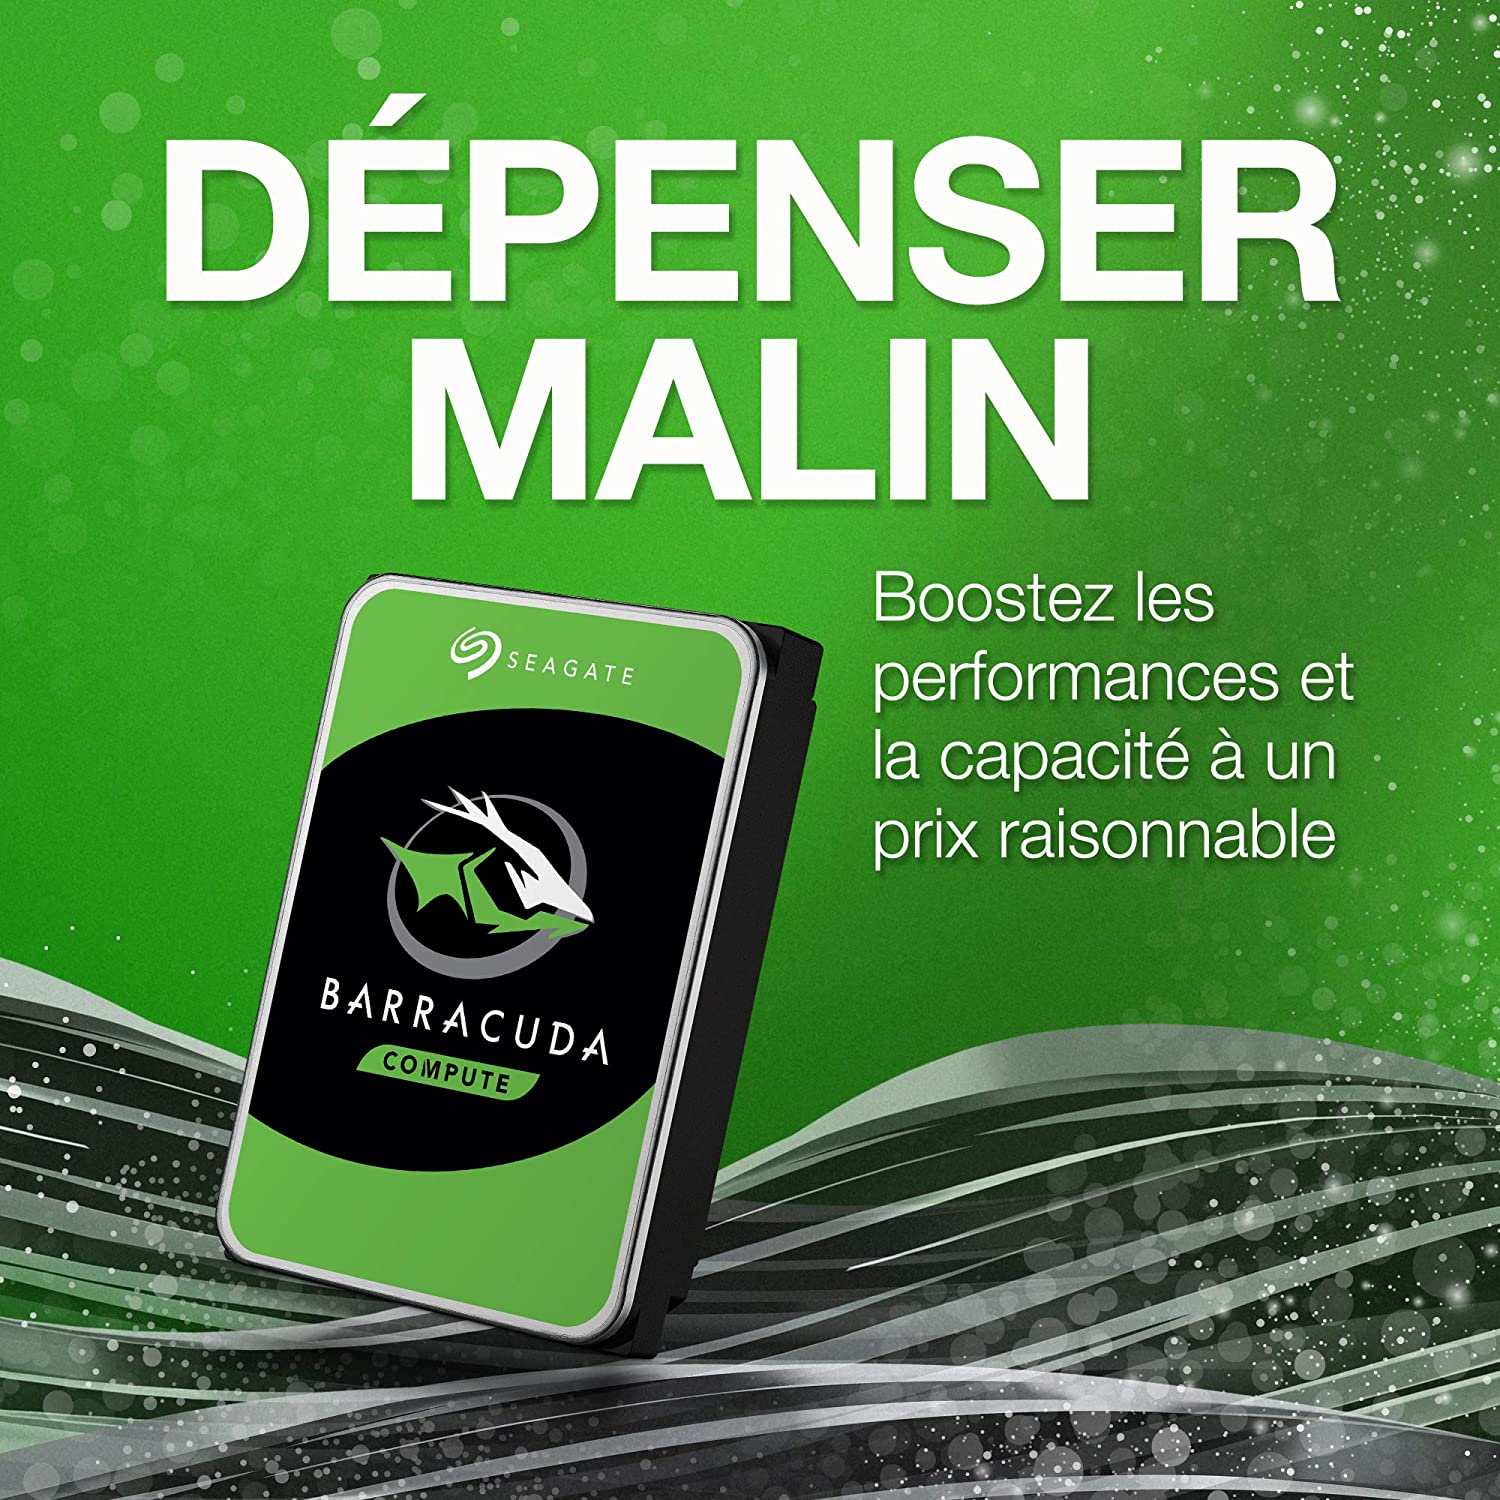 DÉPENSER
MALIN
Boostez les
performances et
la capacité à un
prix raisonnable
SEAGATE
BARRACUDA
COMPUTE